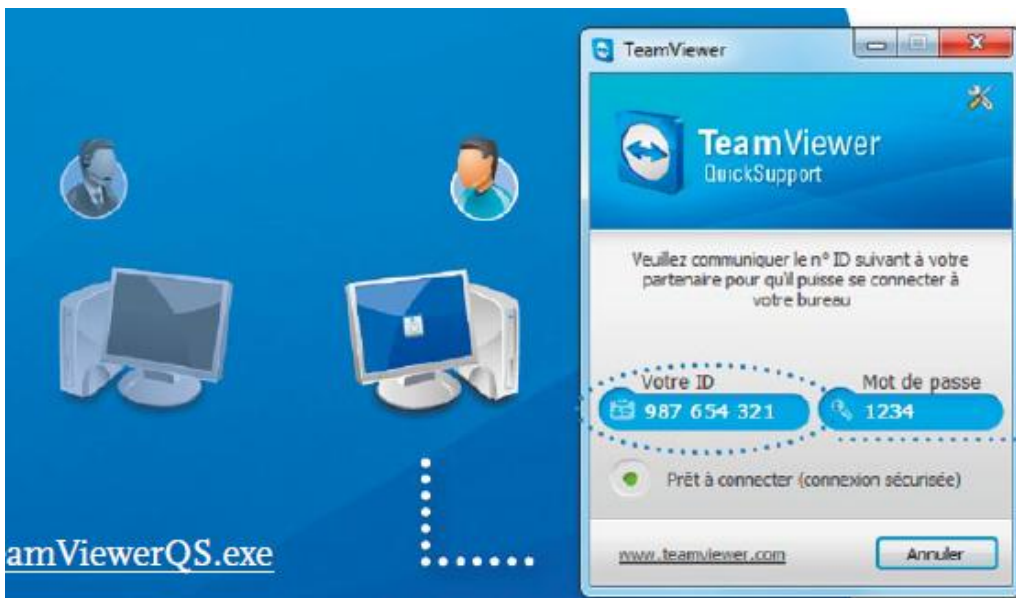 TeamViewer
TeamViewer
QuickSupport
Veuillez communiquer le n° ID suivant à votre
partenaire pour qu'il puisse se connecter à
votre bureau
Votre ID
Mot de passe
987 654 321
1234
Prêt à connecter (connexion sécurisée)
www.teamviewer.com
Annuler
amViewerQS.exe